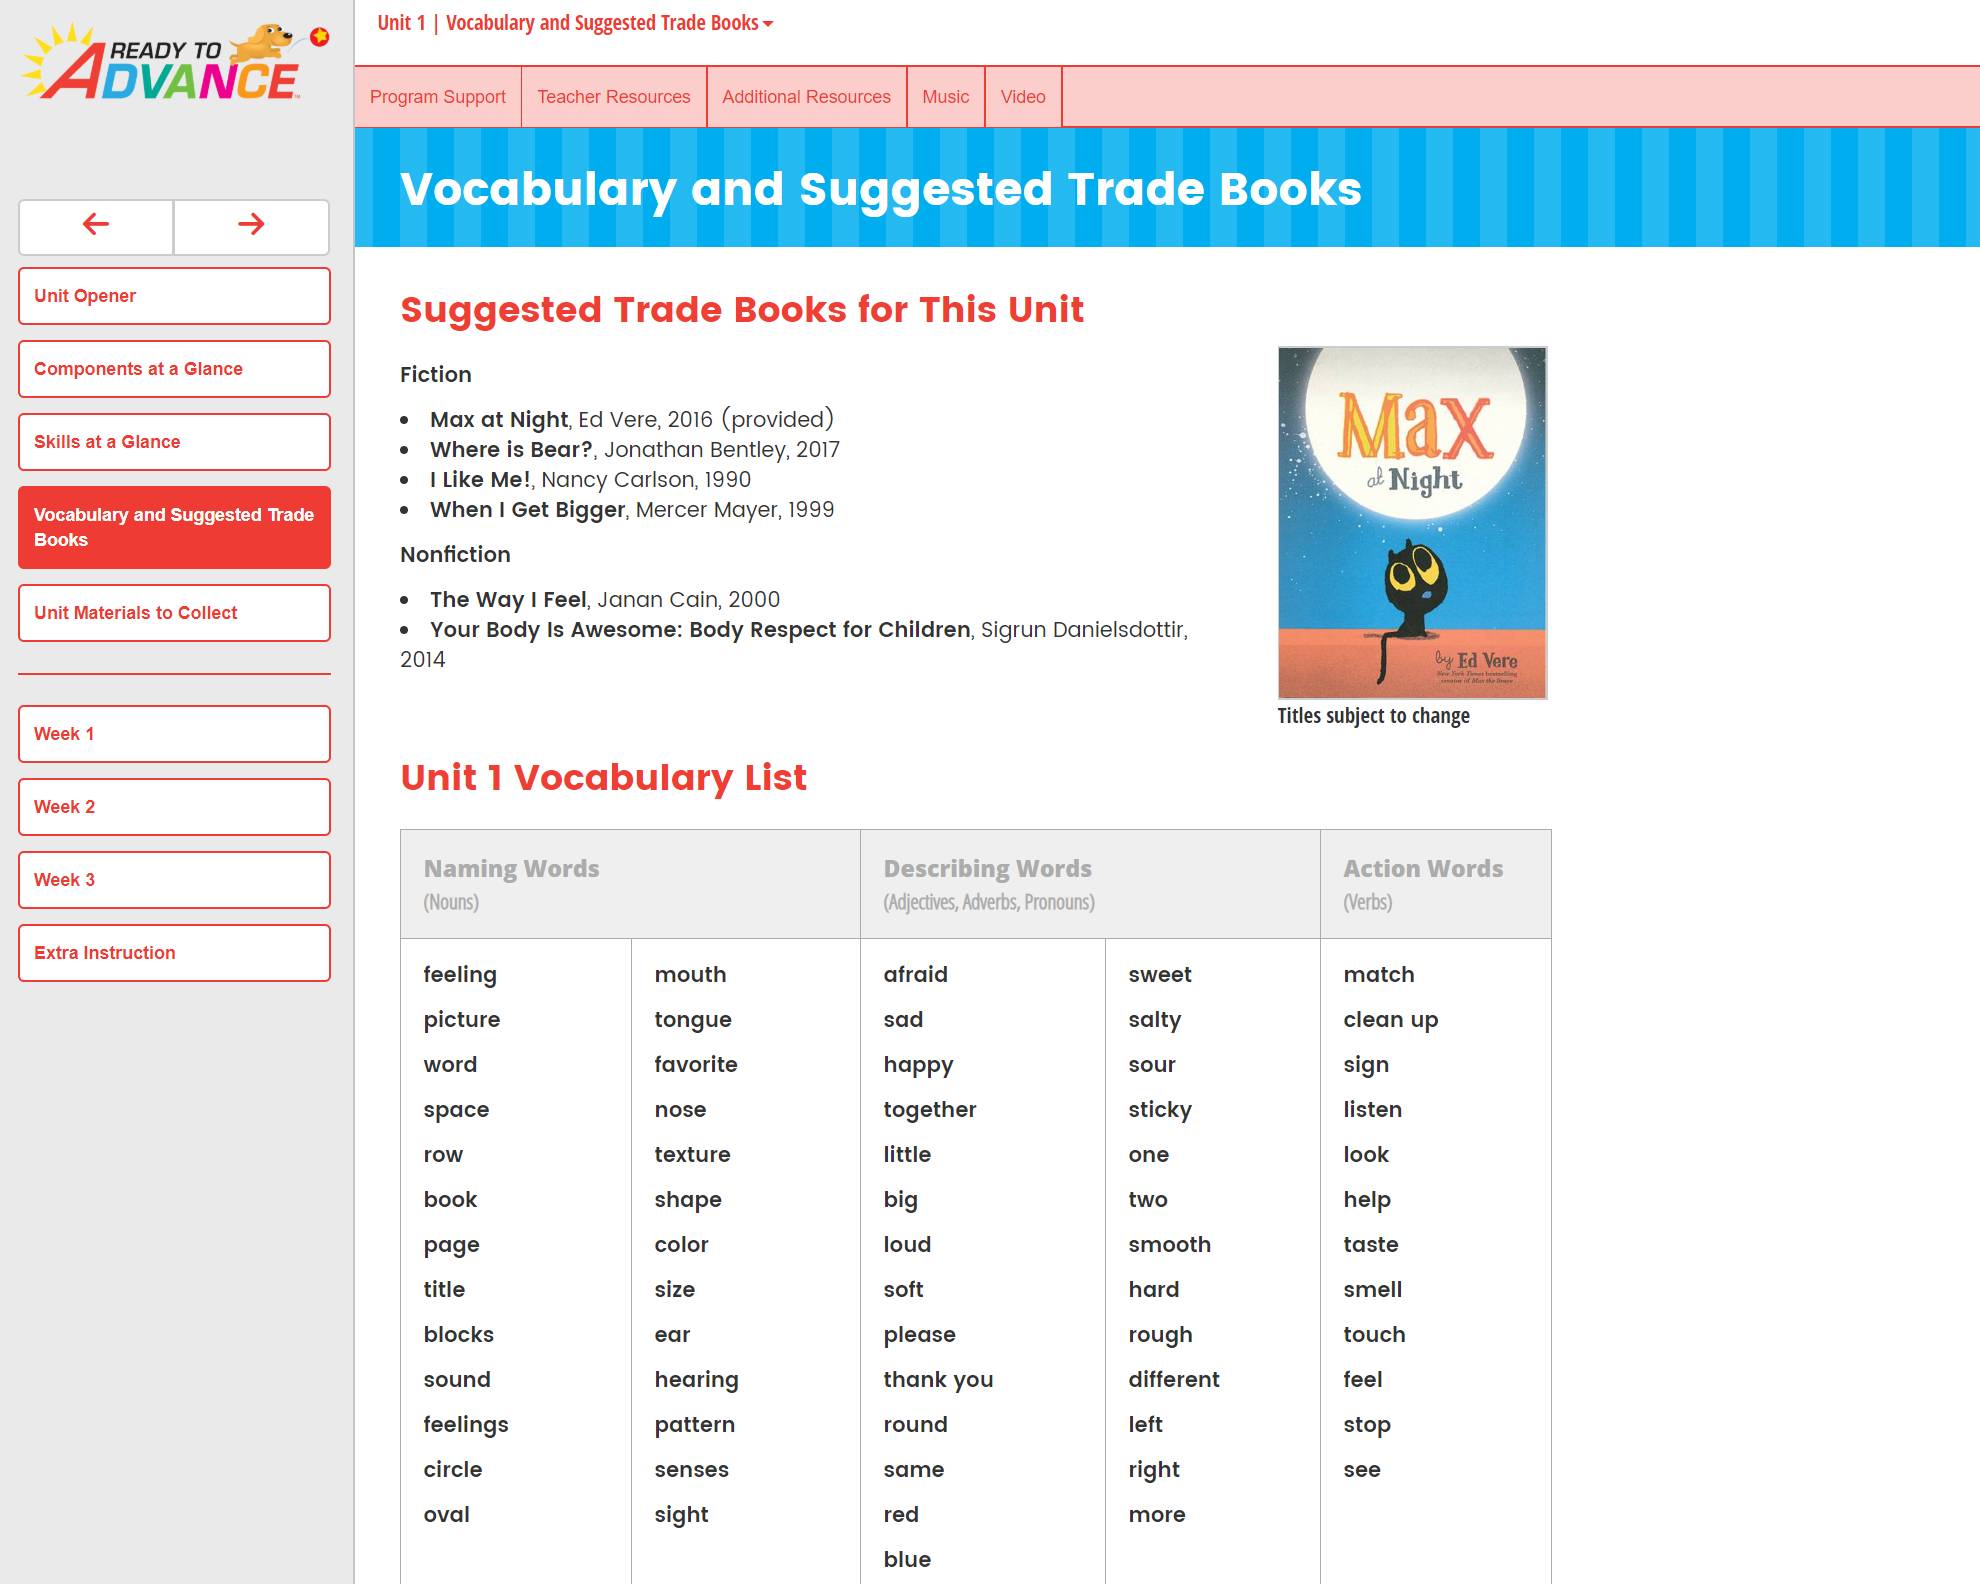 READY TO
ADVANCE
Unit 1 | Vocabulary and Suggested Trade Books
Program Support
Teacher Resources
Additional Resources
Music
Video
Vocabulary and Suggested Trade Books
Unit Opener
Components at a Glance
Skills at a Glance
Vocabulary and Suggested Trade
Books
Unit Materials to Collect
Week 1
Week 2
Week 3
Extra Instruction
Suggested Trade Books for This Unit
Fiction
• Max at Night, Ed Vere, 2016 (provided)
• Where is Bear?, Jonathan Bentley, 2017
• I Like Me!, Nancy Carlson, 1990
• When I Get Bigger, Mercer Mayer, 1999
Nonfiction
• The Way I Feel, Janan Cain, 2000
• Your Body Is Awesome: Body Respect for Children, Sigrun Danielsdottir,
2014
Max
at Night
by Ed Vere
New York Times bestselling
creator of Max the Brave
Titles subject to change
Unit 1 Vocabulary List
Naming Words
(Nouns)
Describing Words
(Adjectives, Adverbs, Pronouns)
Action Words
(Verbs)
feeling mouth afraid sweet match
picture tongue sad salty clean up
word favorite happy sour sign
space nose together sticky listen
row texture little one look
book shape big two help
page color loud smooth taste
title size soft hard smell
blocks ear please rough touch
sound hearing thank you different feel
feelings pattern round left stop
circle senses same right see
oval sight red more
blue